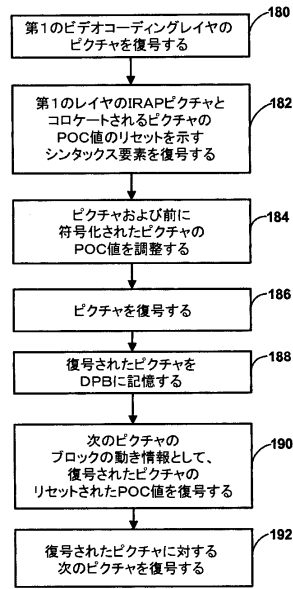 第1のビデオコーディングレイヤの
ピクチャを復号する
180
第1のレイヤのIRAPピクチャと
コロケートされるピクチャの
POC値のリセットを示す
シンタックス要素を復号する
182
ピクチャおよび前に
符号化されたピクチャの
POC値を調整する
184
ピクチャを復号する
186
復号されたピクチャを
DPBに記憶する
188
次のピクチャの
ブロックの動き情報として、
復号されたピクチャの
リセットされたPOC値を復号する
190
復号されたピクチャに対する
次のピクチャを復号する
192